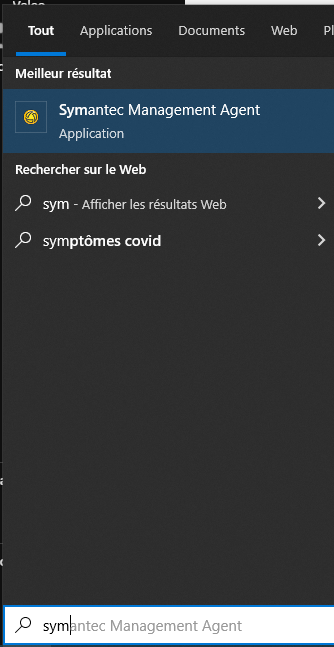 Tout Applications Documents Web
Meilleur résultat
Symantec Management Agent
Application
Rechercher sur le Web
sym - Afficher les résultats Web
symptômes covid
symantec Management Agent